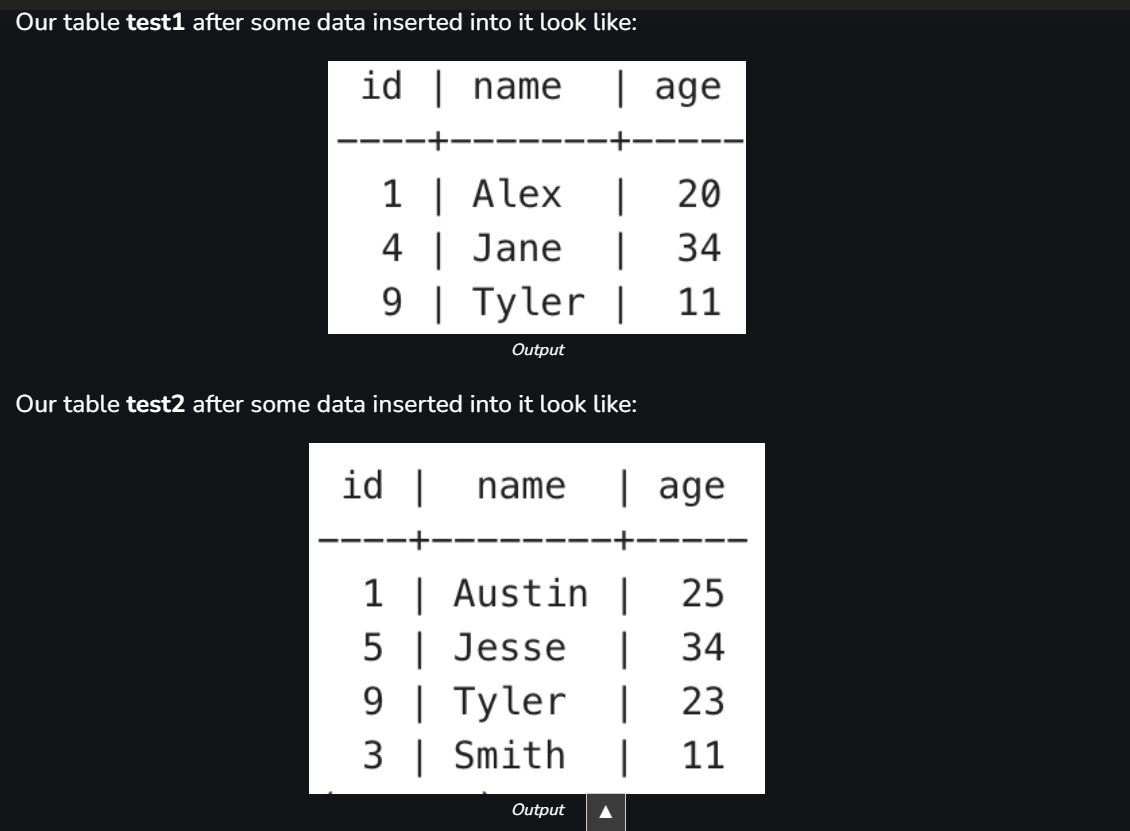 Our table test1 after some data inserted into it look like:
id | name | age
----+-------+-----
1 | Alex | 20
4 | Jane | 34
9 | Tyler | 11
Output
Our table test2 after some data inserted into it look like:
id | name | age
----+--------+-----
1 | Austin | 25
5 | Jesse | 34
9 | Tyler | 23
3 | Smith | 11
Output